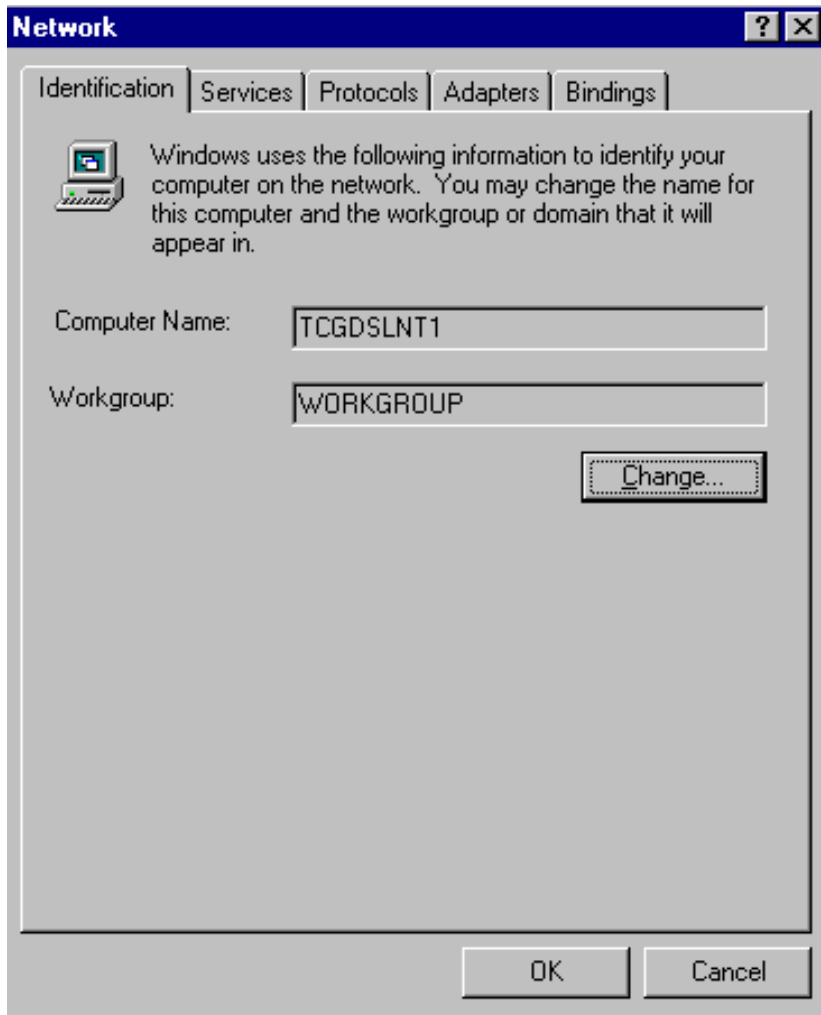 Network
Identification Services Protocols Adapters Bindings
Windows uses the following information to identify your
computer on the network. You may change the name for
this computer and the workgroup or domain that it will
appear in.
Computer Name: TCGDSLNT1
Workgroup: WORKGROUP
Change...
OK Cancel